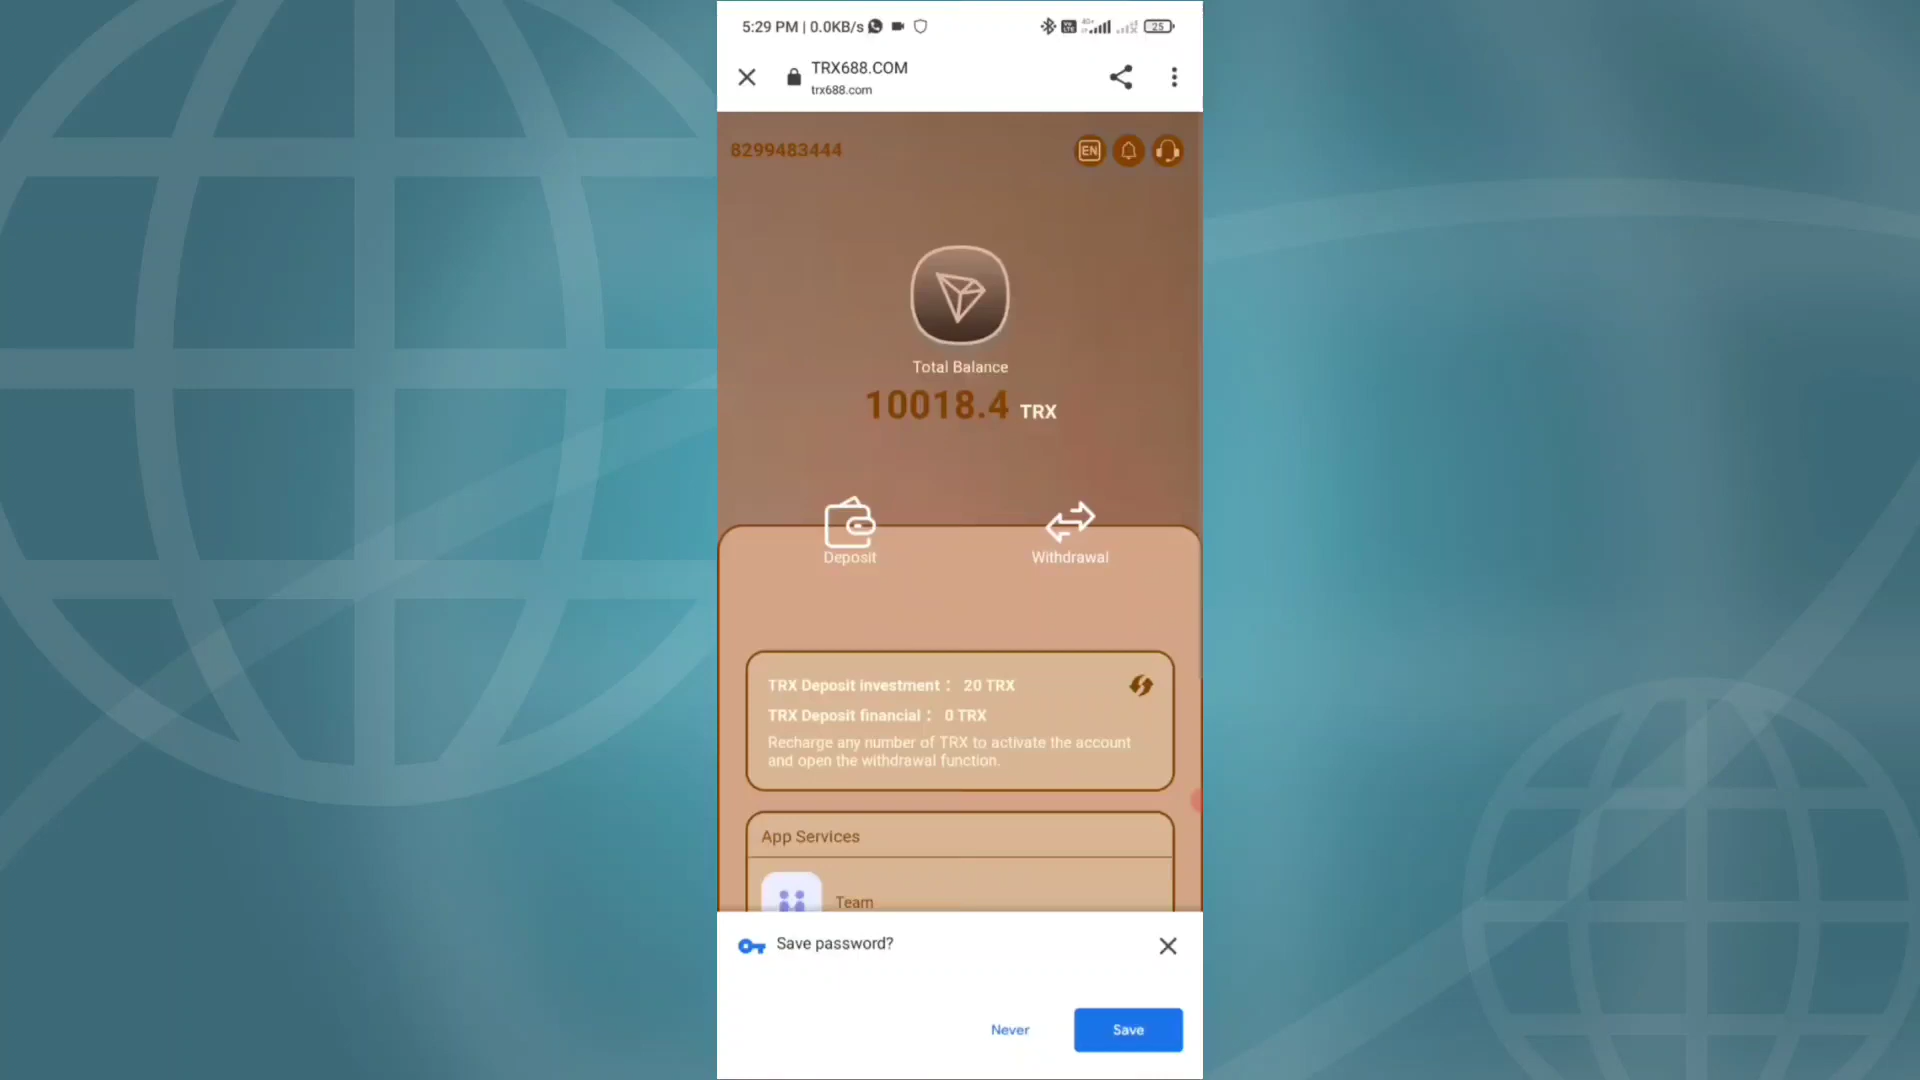 5:29 PM | 0.0KB/s
4G+
25
TRX688.COM
trx688.com
8299483444
EN
Total Balance
10018.4 TRX
Deposit
Withdrawal
TRX Deposit investment： 20 TRX
TRX Deposit financial： 0 TRX
Recharge any number of TRX to activate the account
and open the withdrawal function.
App Services
Team
Save password?
Never
Save